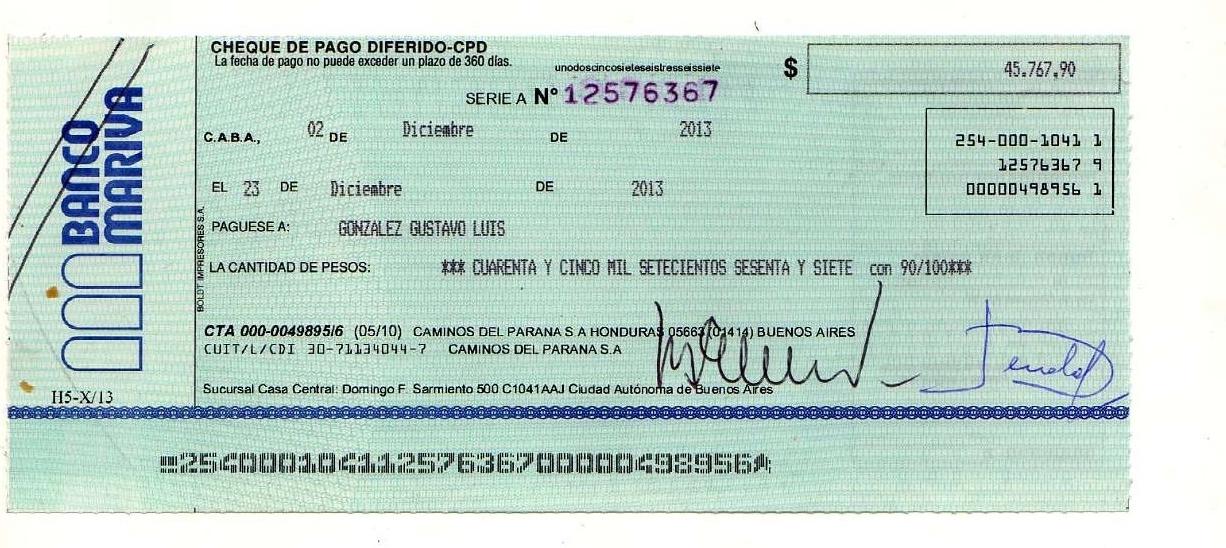 CHEQUE DE PAGO DIFERIDO-CPD
La fecha de pago no puede exceder un plazo de 360 días.
unodoscincosieteseistresseissiete
SERIE A Nº 12576367
$ 45.767,90
C.A.B.A., 02 DE Diciembre DE 2013
254-000-1041 1
12576367 9
00000498956 1
EL 23 DE Diciembre DE 2013
PAGUESE A: GONZALEZ GUSTAVO LUIS
LA CANTIDAD DE PESOS: *** CUARENTA Y CINCO MIL SETECIENTOS SESENTA Y SIETE con 90/100***
CTA 000-0049895/6 (05/10) CAMINOS DEL PARANA S A HONDURAS 05663 (01414) BUENOS AIRES
CUIT/L/CDI 30-71134044-7 CAMINOS DEL PARANA S.A
Sucursal Casa Central: Domingo F. Sarmiento 500 C1041AAJ Ciudad Autónoma de Buenos Aires
BANCO
MARIVA
BOLDT IMPRESORES S.A.
H5-X/13
25400010411257636700000498956